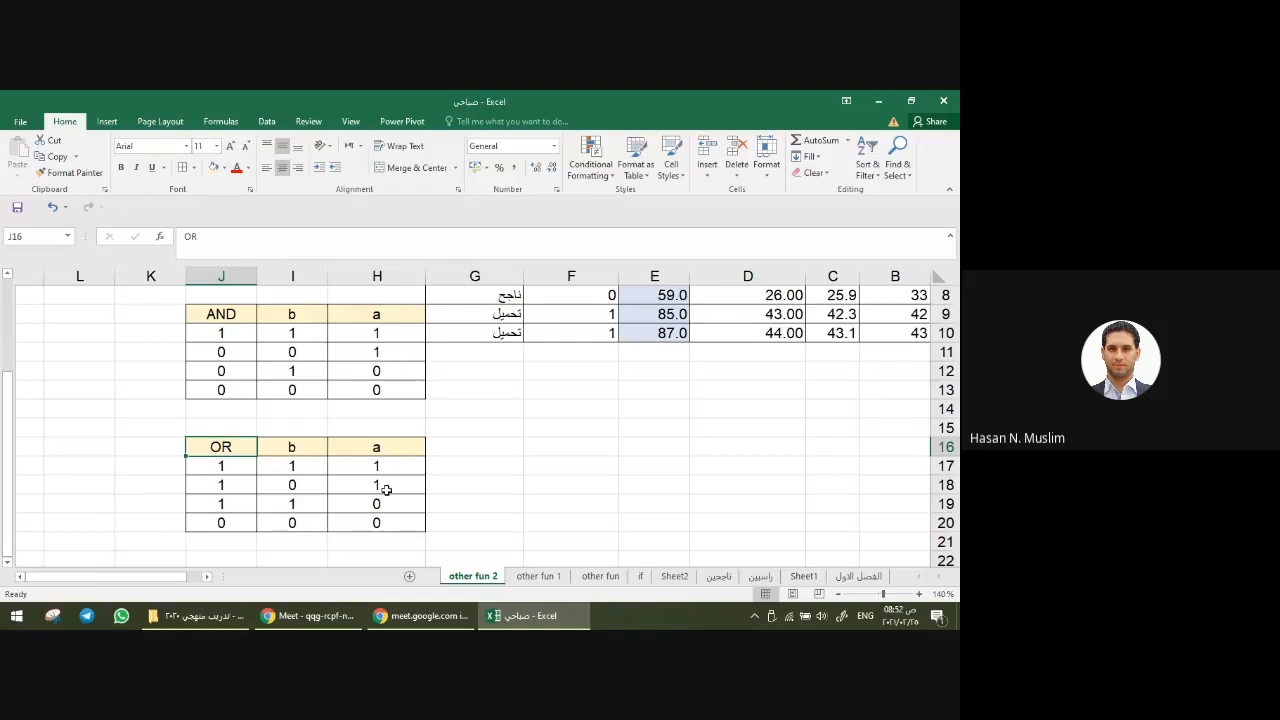 صباحي - Excel
File Home Insert Page Layout Formulas Data Review View Power Pivot Tell me what you want to do... Share
Cut
Copy
Format Painter
Paste
Clipboard
Arial 11
B I U
Font
Wrap Text
Merge & Center
Alignment
General
Number
Conditional Formatting
Format as Table
Cell Styles
Styles
Insert Delete Format
Cells
AutoSum
Fill
Clear
Sort & Filter
Find & Select
Editing
J16 fx OR
L K J I H G F E D C B
ناجح 0 59.0 26.00 25.9 33 8
AND b a تحميل 1 85.0 43.00 42.3 42 9
1 1 1 تحميل 1 87.0 44.00 43.1 43 10
0 0 1 11
0 1 0 12
0 0 0 13
14
15
OR b a 16
1 1 1 17
1 0 1 18
1 1 0 19
0 0 0 20
21
22
other fun 2 other fun 1 other fun if Sheet2 ناجحين راسبين Sheet1 الفصل الاول
Ready 140 %
تدريب منهجي ٢٠٢٠ - ...
Meet - qqg-rcpf-n...
meet.google.com i...
صباحي - Excel
ENG
08:52 ص
٢٠٢١/٠٢/٢٥
Hasan N. Muslim